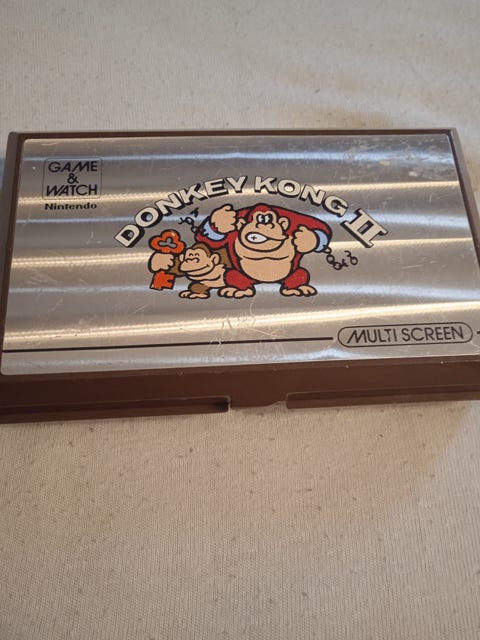 GAME
&
WATCH
Nintendo
DONKEY KONG II
MULTI SCREEN